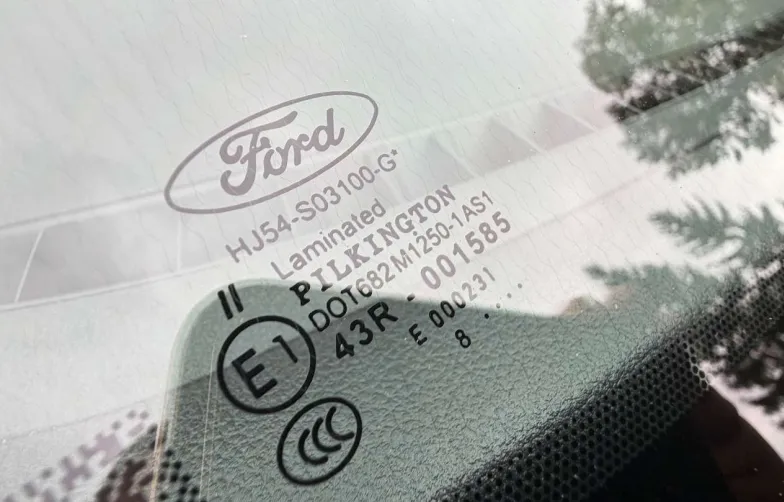 Ford
HJ54-S03100-G*
Laminated
PILKINGTON
DOT682 M1250-1AS1
II
E1
43R - 001585
E 000231
8 ....
CCC